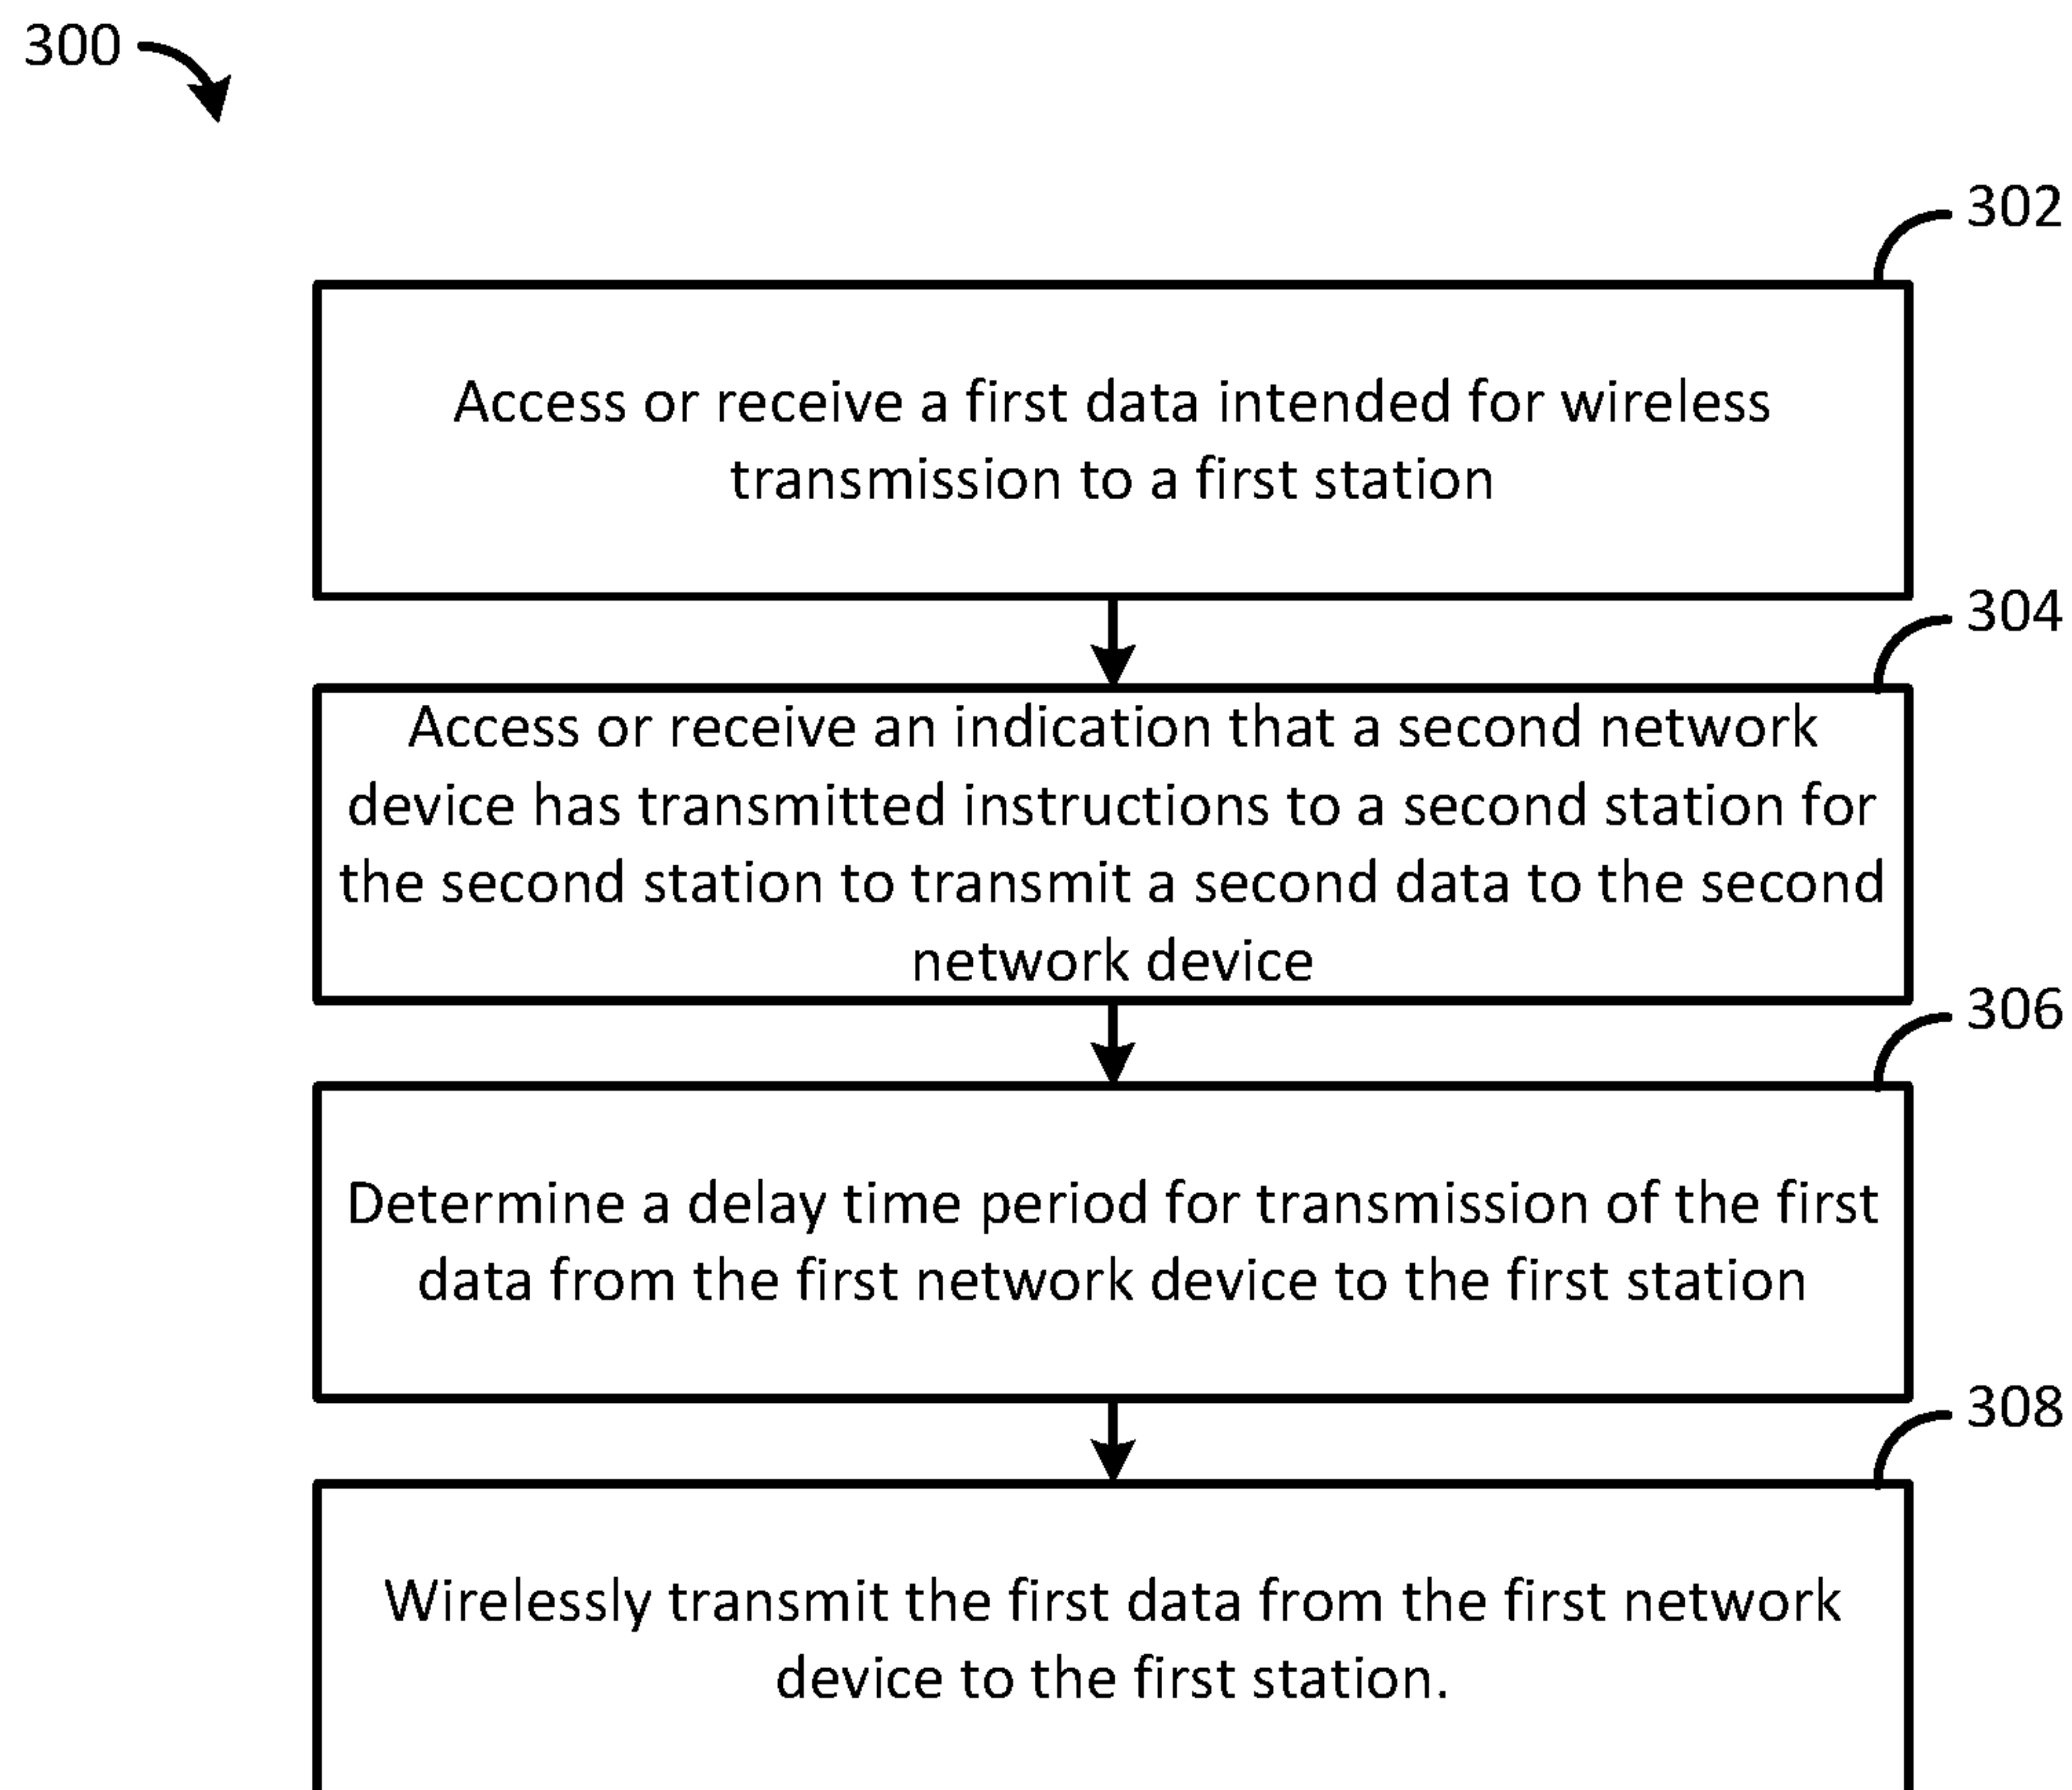 300
302
Access or receive a first data intended for wireless
transmission to a first station
304
Access or receive an indication that a second network
device has transmitted instructions to a second station for
the second station to transmit a second data to the second
network device
306
Determine a delay time period for transmission of the first
data from the first network device to the first station
308
Wirelessly transmit the first data from the first network
device to the first station.